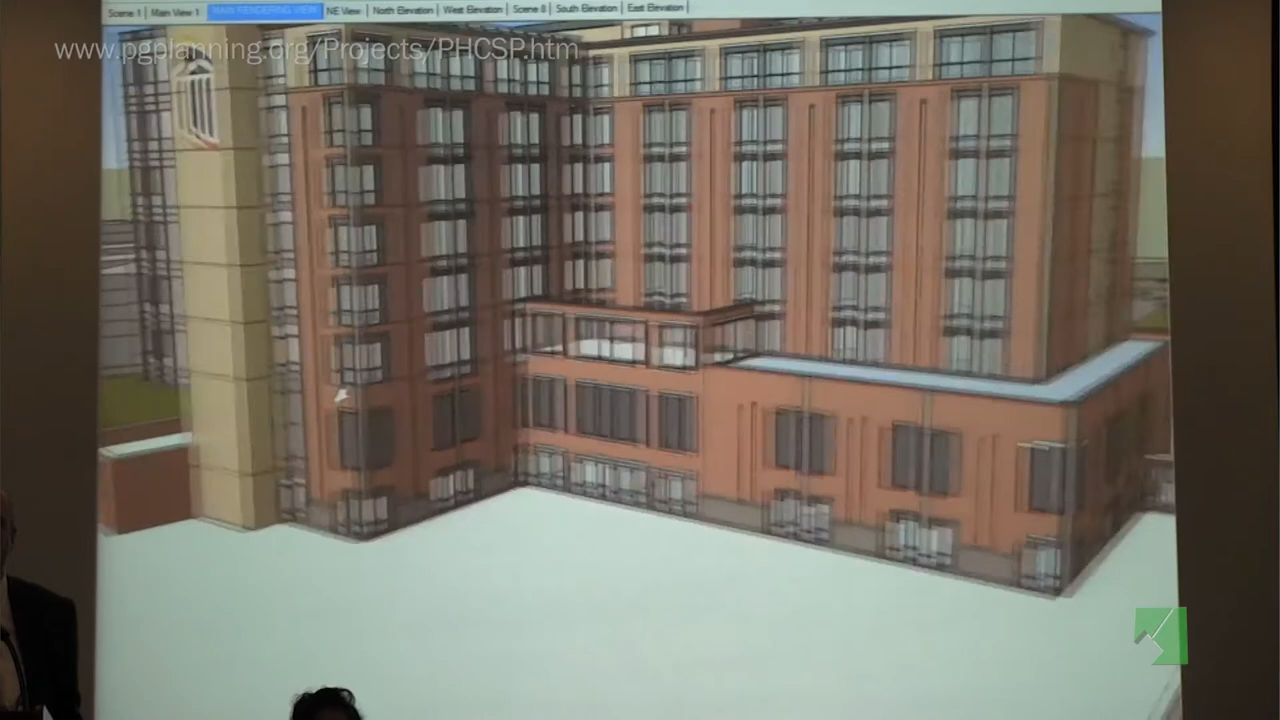 Scene 1 Main View 1 MAIN RENDERING VIEW NE View North Elevation West Elevation Scene 8 South Elevation East Elevation
www.pgplanning.org/Projects/PHCSP.htm